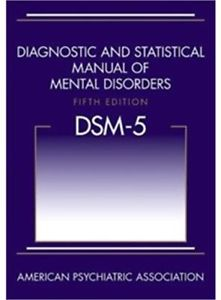 DIAGNOSTIC AND STATISTICAL
MANUAL OF
MENTAL DISORDERS
FIFTH EDITION
DSM-5
AMERICAN PSYCHIATRIC ASSOCIATION